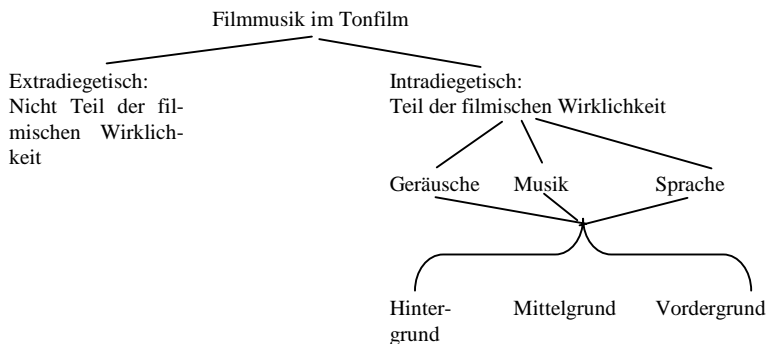 Filmmusik im Tonfilm
Extradiegetisch:
Nicht Teil der fil-
mischen Wirklich-
keit
Intradiegetisch:
Teil der filmischen Wirklichkeit
Geräusche Musik Sprache
Hinter-
grund
Mittelgrund
Vordergrund